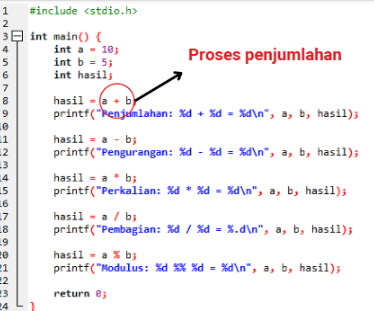 1 #include <stdio.h>
2
3 int main() {
4 int a = 10;
5 int b = 5;
6 int hasil;
Proses penjumlahan
7
8 hasil = a + b;
9 printf("Penjumlahan: %d + %d = %d\n", a, b, hasil);
10
11 hasil = a - b;
12 printf("Pengurangan: %d - %d = %d\n", a, b, hasil);
13
14 hasil = a * b;
15 printf("Perkalian: %d * %d = %d\n", a, b, hasil);
16
17 hasil = a / b;
18 printf("Pembagian: %d / %d = %.d\n", a, b, hasil);
19
20 hasil = a % b;
21 printf("Modulus: %d %% %d = %d\n", a, b, hasil);
22
23 return 0;
24 }